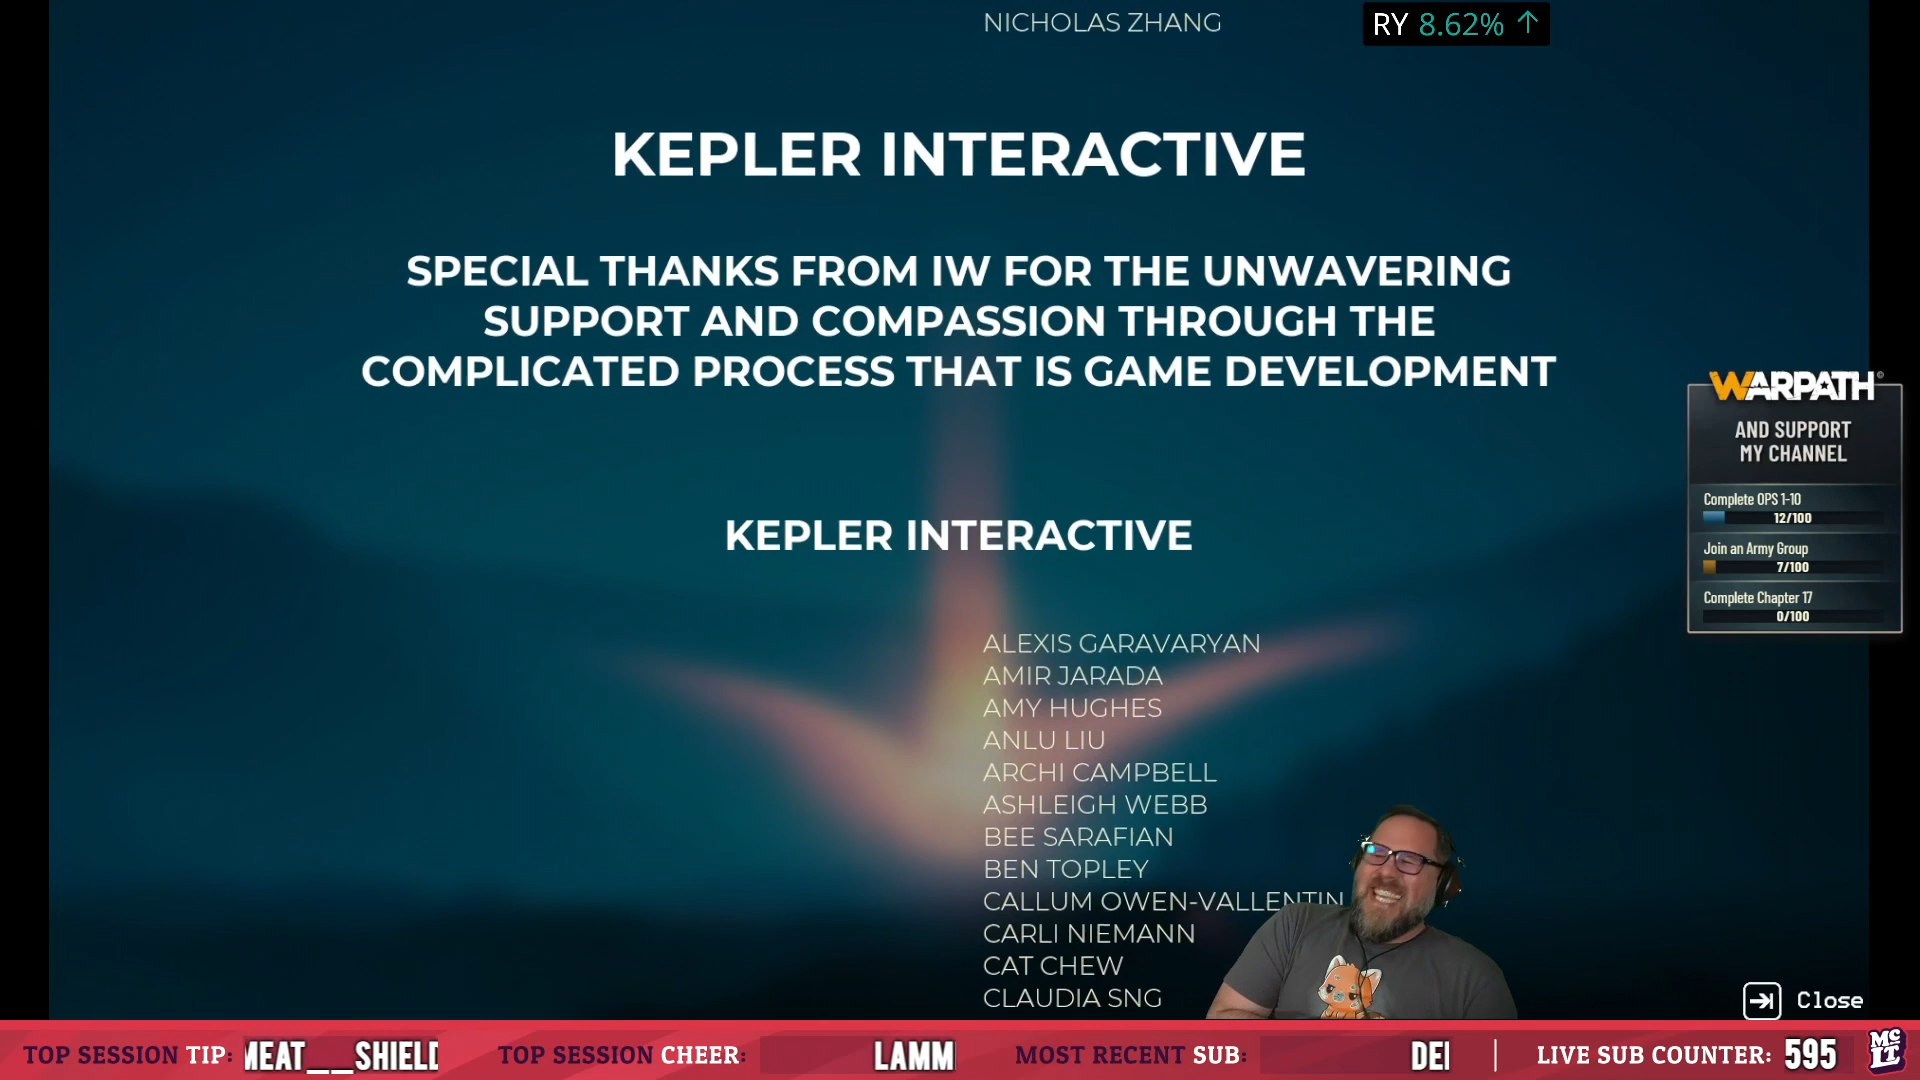 NICHOLAS ZHANG
RY 8.62% ↑
KEPLER INTERACTIVE
SPECIAL THANKS FROM IW FOR THE UNWAVERING
SUPPORT AND COMPASSION THROUGH THE
COMPLICATED PROCESS THAT IS GAME DEVELOPMENT
KEPLER INTERACTIVE
ALEXIS GARAVARYAN
AMIR JARADA
AMY HUGHES
ANLU LIU
ARCHI CAMPBELL
ASHLEIGH WEBB
BEE SARAFIAN
BEN TOPLEY
CALLUM OWEN-VALLENTIN
CARLI NIEMANN
CAT CHEW
CLAUDIA SNG
WARPATH
AND SUPPORT
MY CHANNEL
Complete OPS 1-10
12/100
Join an Army Group
7/100
Complete Chapter 17
0/100
Close
TOP SESSION TIP: MEAT__SHIELD TOP SESSION CHEER: LAMM MOST RECENT SUB: DEI LIVE SUB COUNTER: 595